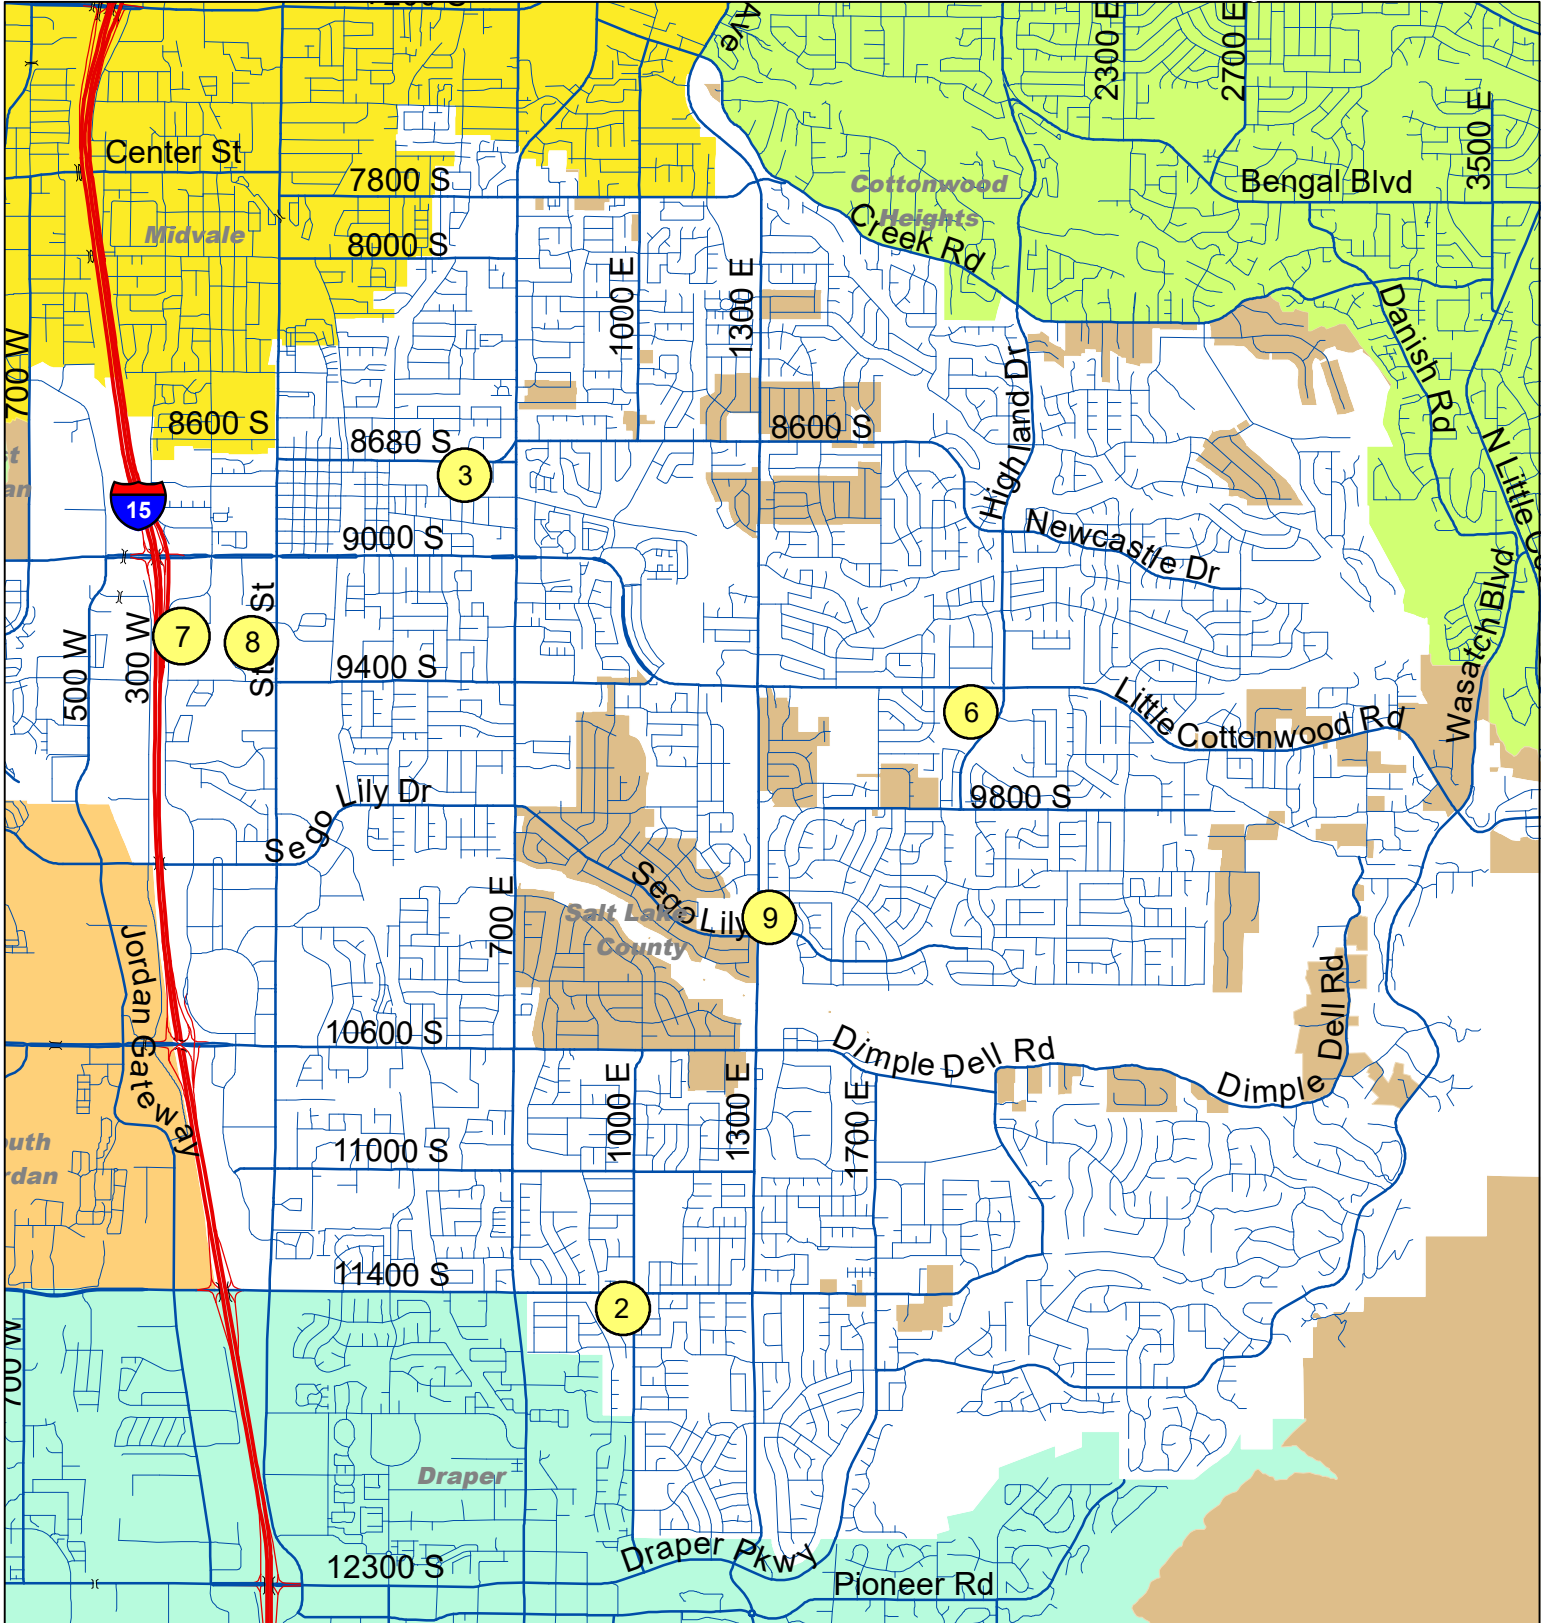 Ave
2300 E
2700 E
3500 E
Center St
7800 S
Cottonwood
Heights
Bengal Blvd
Midvale
8000 S
Creek Rd
1000 E
1300 E
Danish Rd
700 W
Highland Dr
8600 S
8680 S
8600 S
3
15
N Little
9000 S
Newcastle Dr
Wasatch Blvd
500 W
300 W
7
8
St
9400 S
6
Little Cottonwood Rd
9800 S
Sego Lily Dr
700 E
Sego Lily
9
Salt Lake
County
Jordan Gateway
10600 S
Dimple Dell Rd
Dimple Dell Rd
1000 E
1300 E
1700 E
11000 S
outh
rdan
11400 S
2
700 W
Draper
12300 S
Draper Pkwy
Pioneer Rd